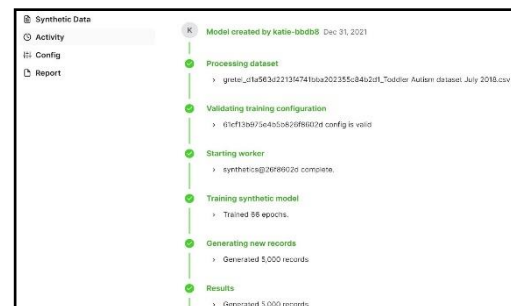 Synthetic Data
Activity
Config
Report
K Model created by katie-bbdb8 Dec 31, 2021
Processing dataset
> gretel_d1a563d2213f4741bba202355c84b2d1_Toddler Autism dataset July 2018.csv
Validating training configuration
> 61cf13b975e4b5b826f8602d config is valid
Starting worker
> synthetics@26f8602d complete.
Training synthetic model
> Trained 86 epochs.
Generating new records
> Generated 5,000 records
Results
> Generated 5,000 records